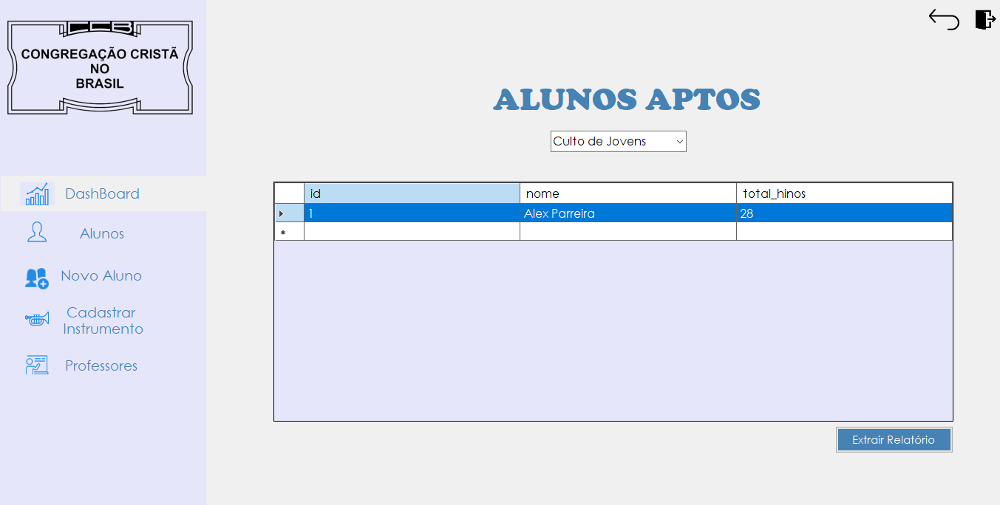 CCB
CONGREGAÇÃO CRISTÃ
NO
BRASIL
DashBoard
Alunos
Novo Aluno
Cadastrar
Instrumento
Professores
ALUNOS APTOS
Culto de Jovens
id nome total_hinos
1 Alex Parreira 28
Extrair Relatório